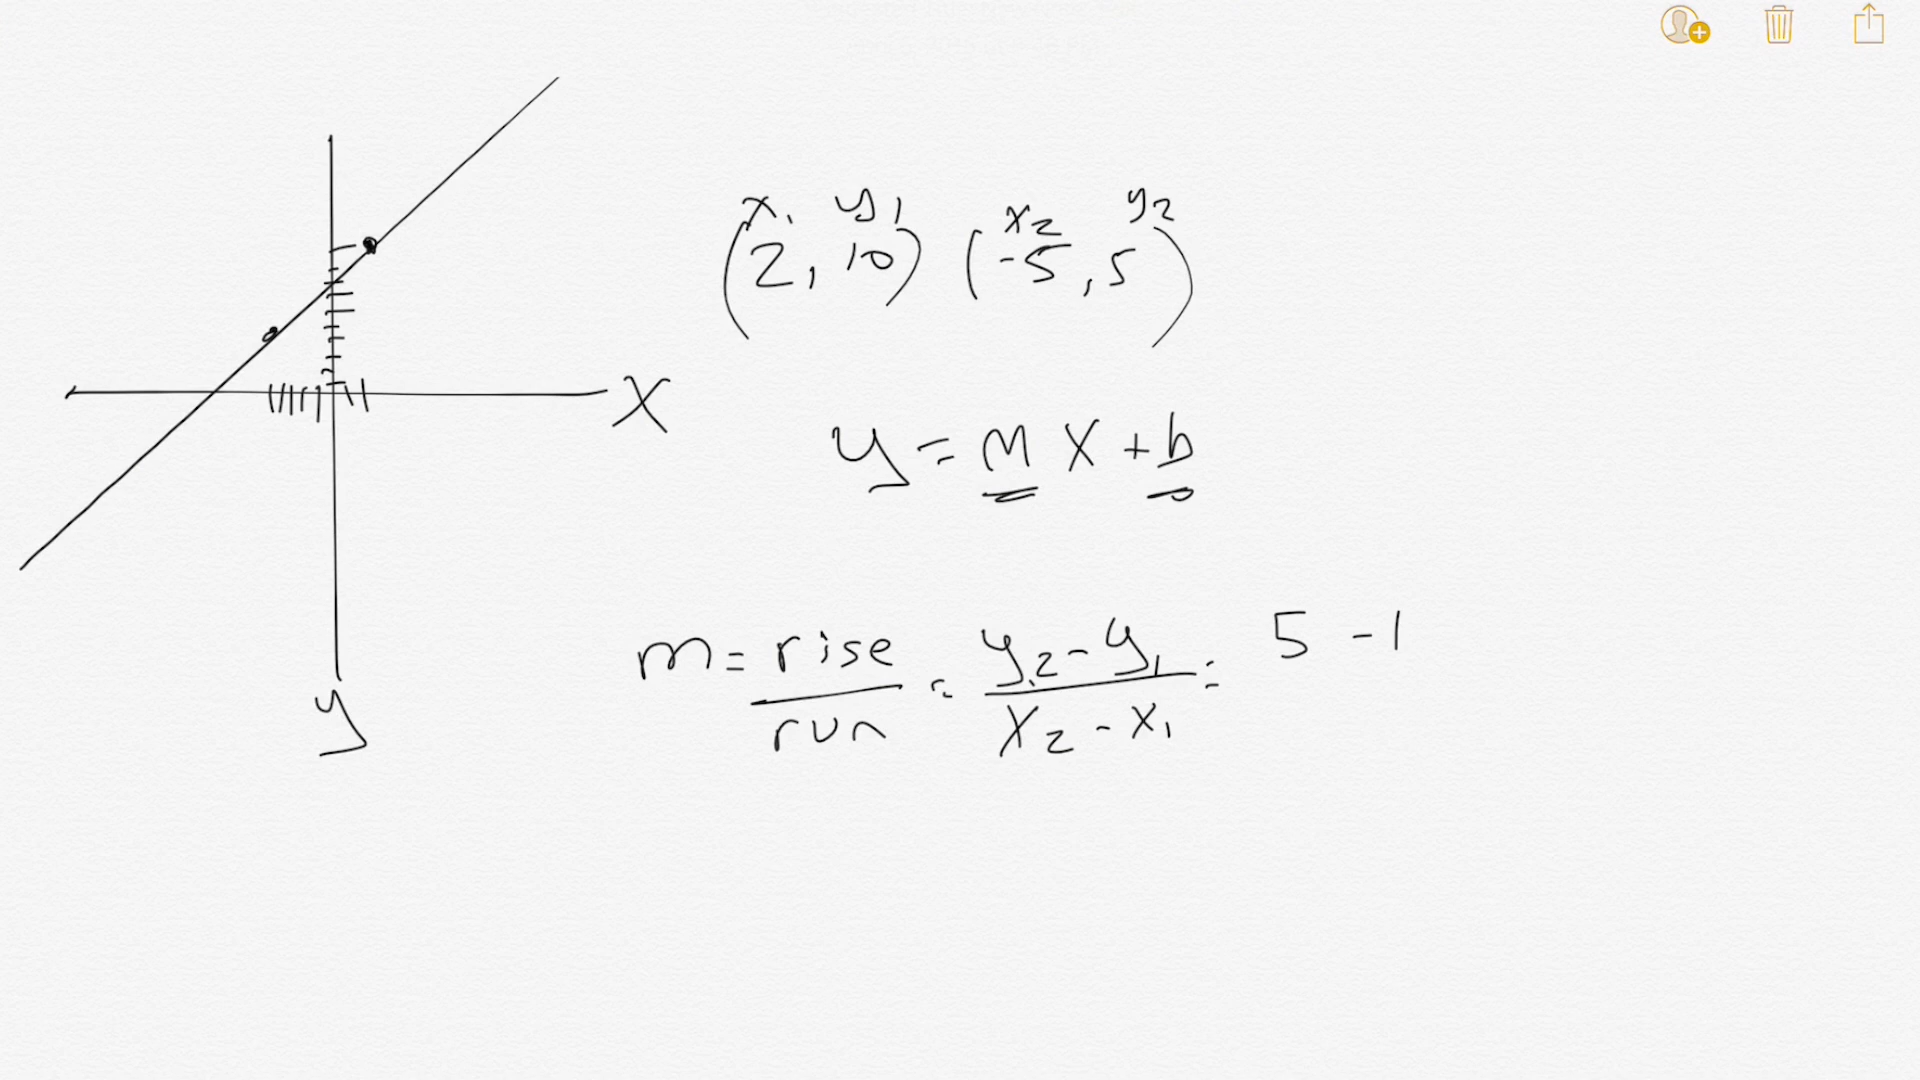 x₁ y₁ x₂ y₂
(2, 10) (-5, 5)
x
y = m x + b
m = rise/run = y₂ - y₁/x₂ - x₁ = 5 - 1
y